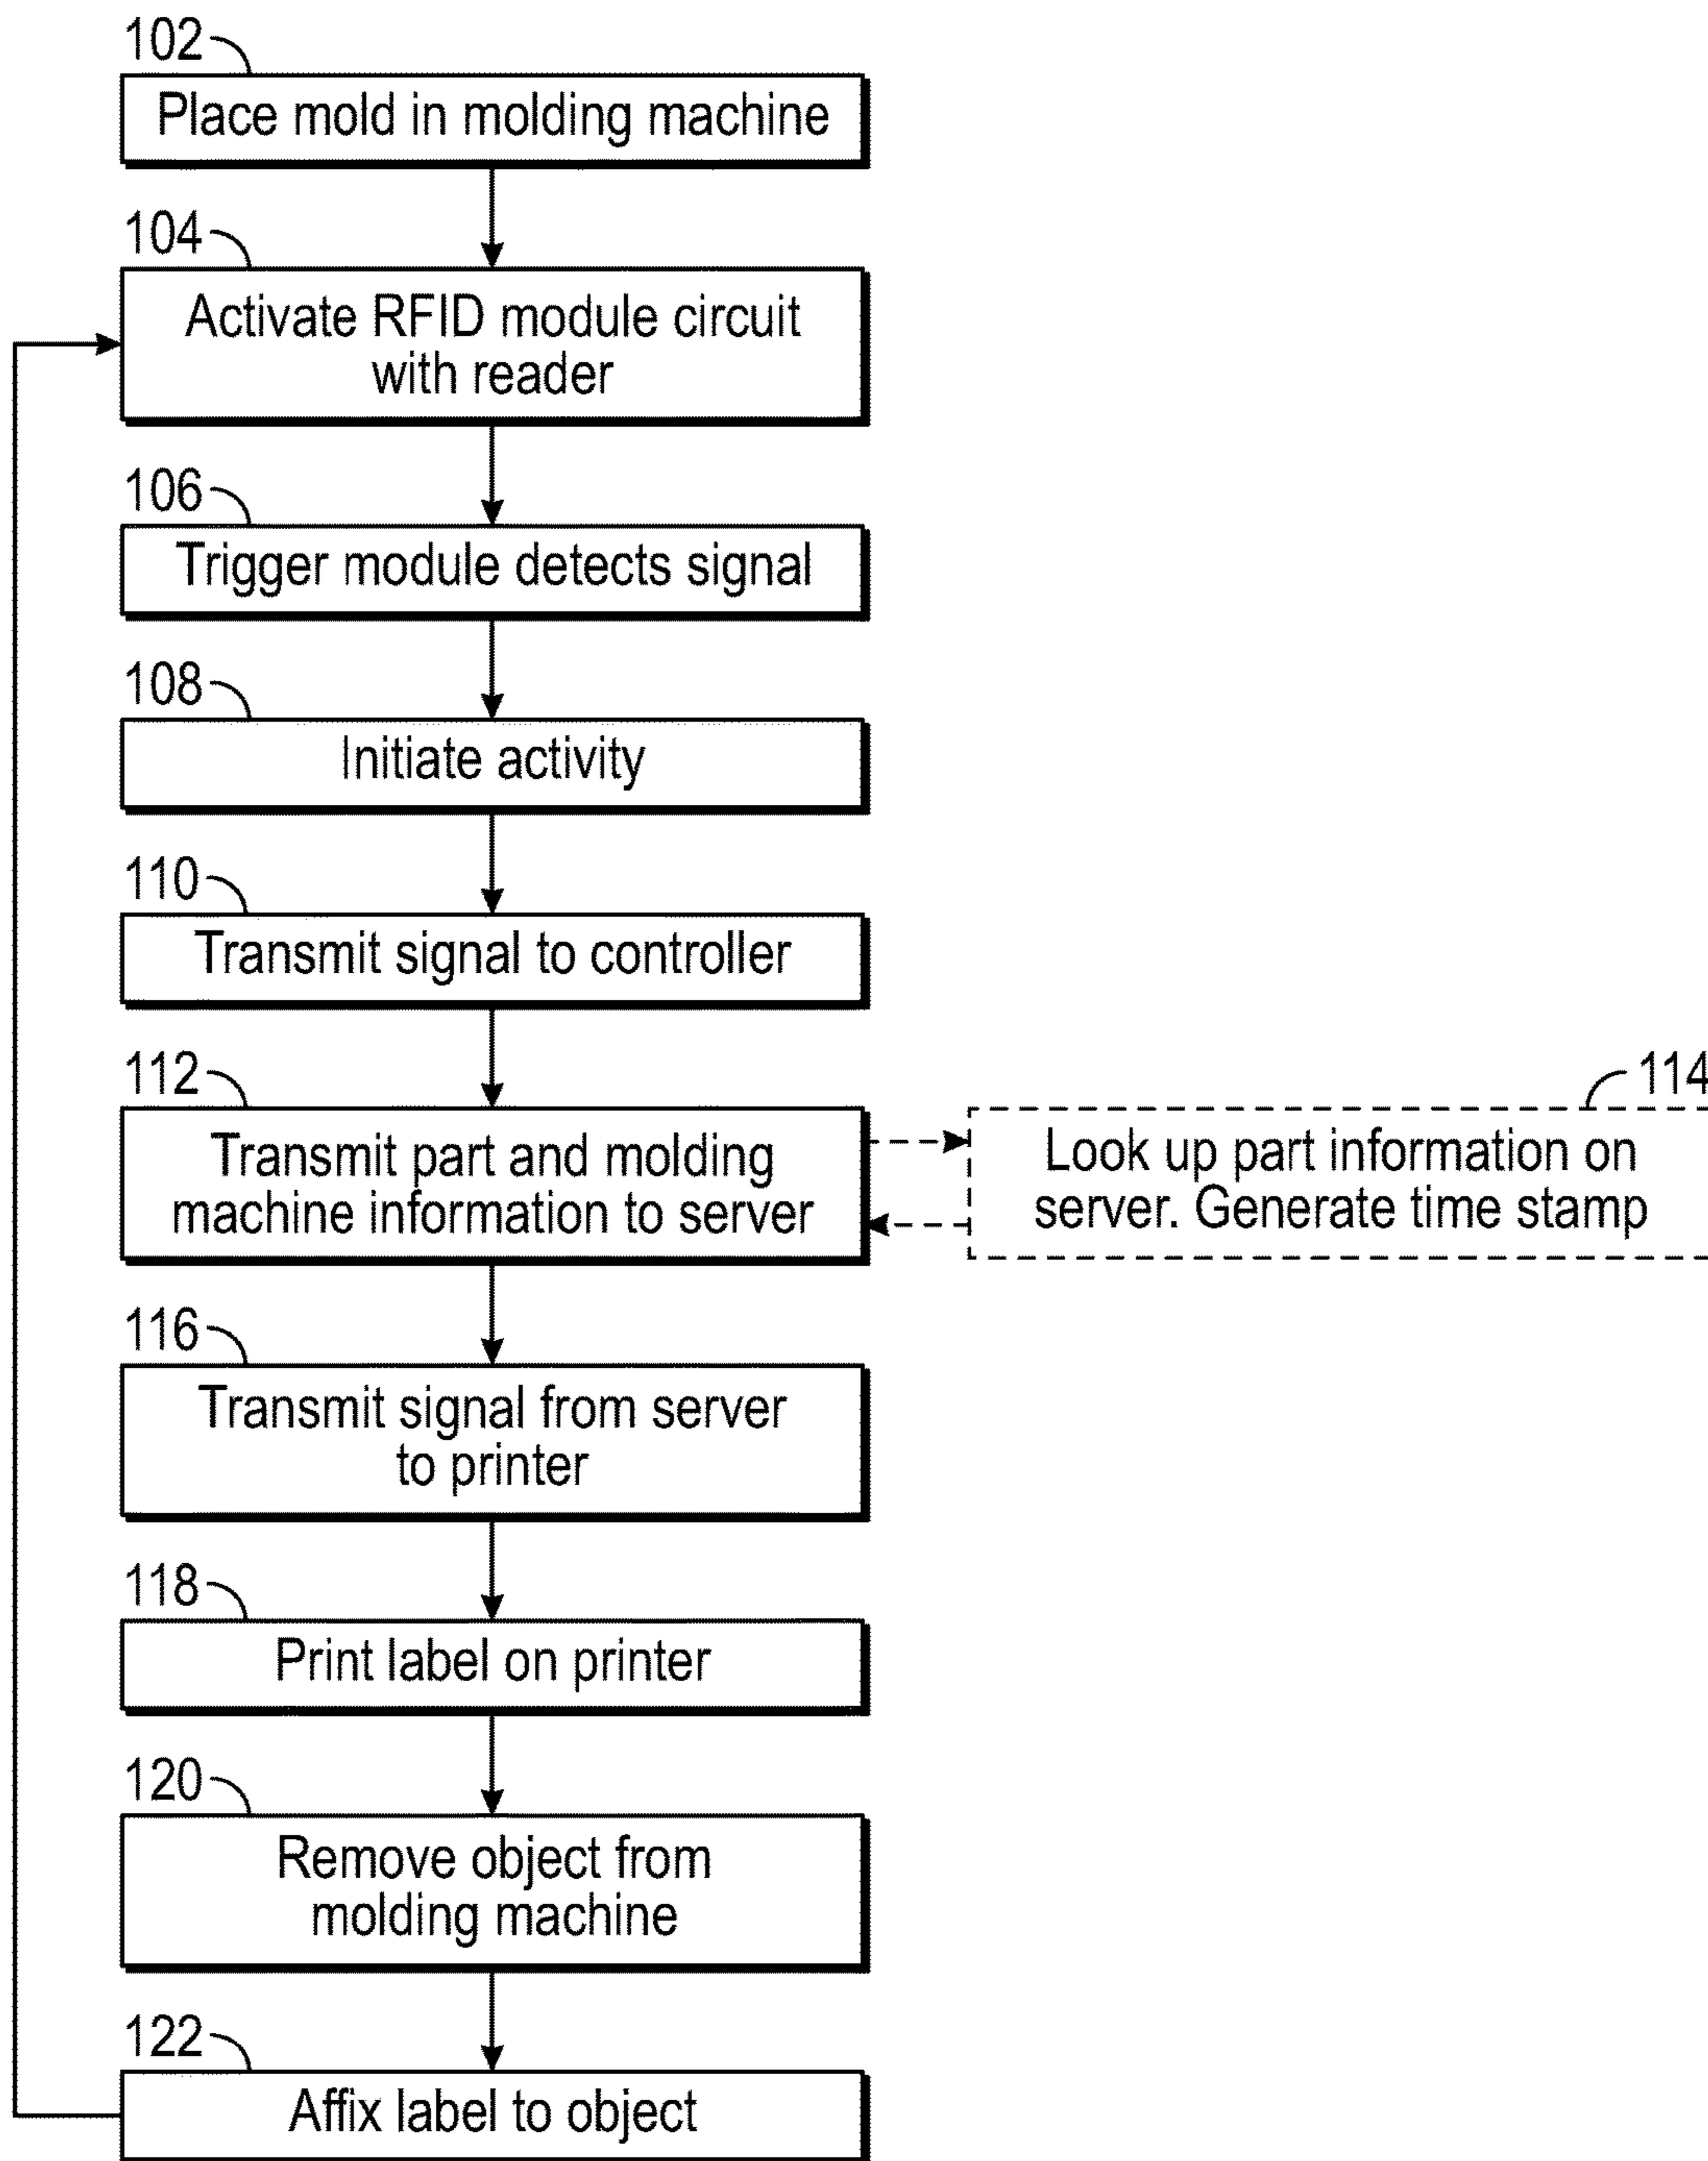 102
Place mold in molding machine
104
Activate RFID module circuit
with reader
106
Trigger module detects signal
108
Initiate activity
110
Transmit signal to controller
112
Transmit part and molding
machine information to server
114
Look up part information on
server. Generate time stamp
116
Transmit signal from server
to printer
118
Print label on printer
120
Remove object from
molding machine
122
Affix label to object